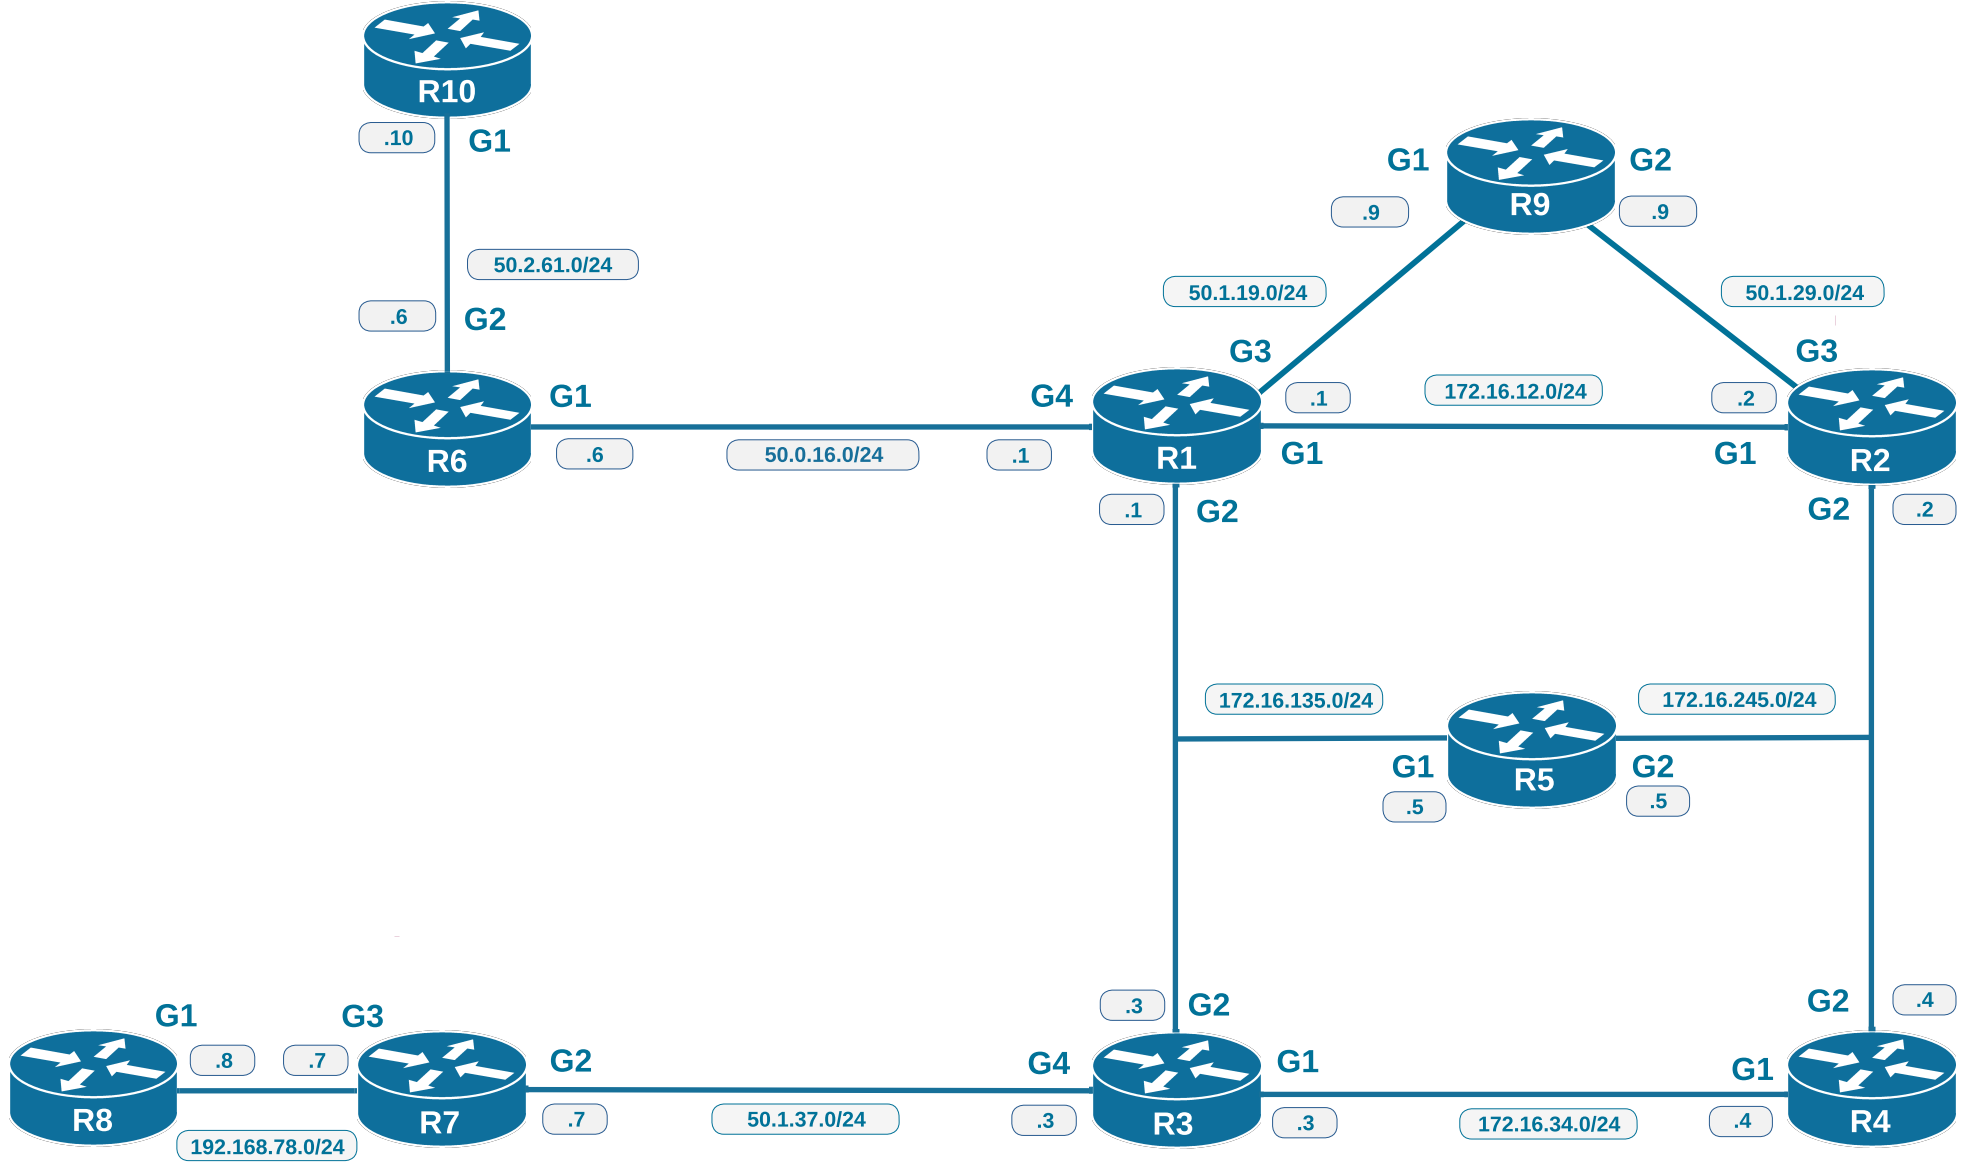 R10
.10
G1
50.2.61.0/24
.6
G2
R6
G1
.6
50.0.16.0/24
G4
.1
R9
G1
G2
.9
.9
50.1.19.0/24
50.1.29.0/24
G3
G3
.1
172.16.12.0/24
.2
R1
G1
G1
R2
.1
G2
G2
.2
172.16.135.0/24
172.16.245.0/24
G1
R5
G2
.5
.5
.3
G2
G2
.4
G1
G3
.8
.7
R8
R7
192.168.78.0/24
G2
.7
50.1.37.0/24
G4
.3
R3
G1
.3
172.16.34.0/24
G1
.4
R4